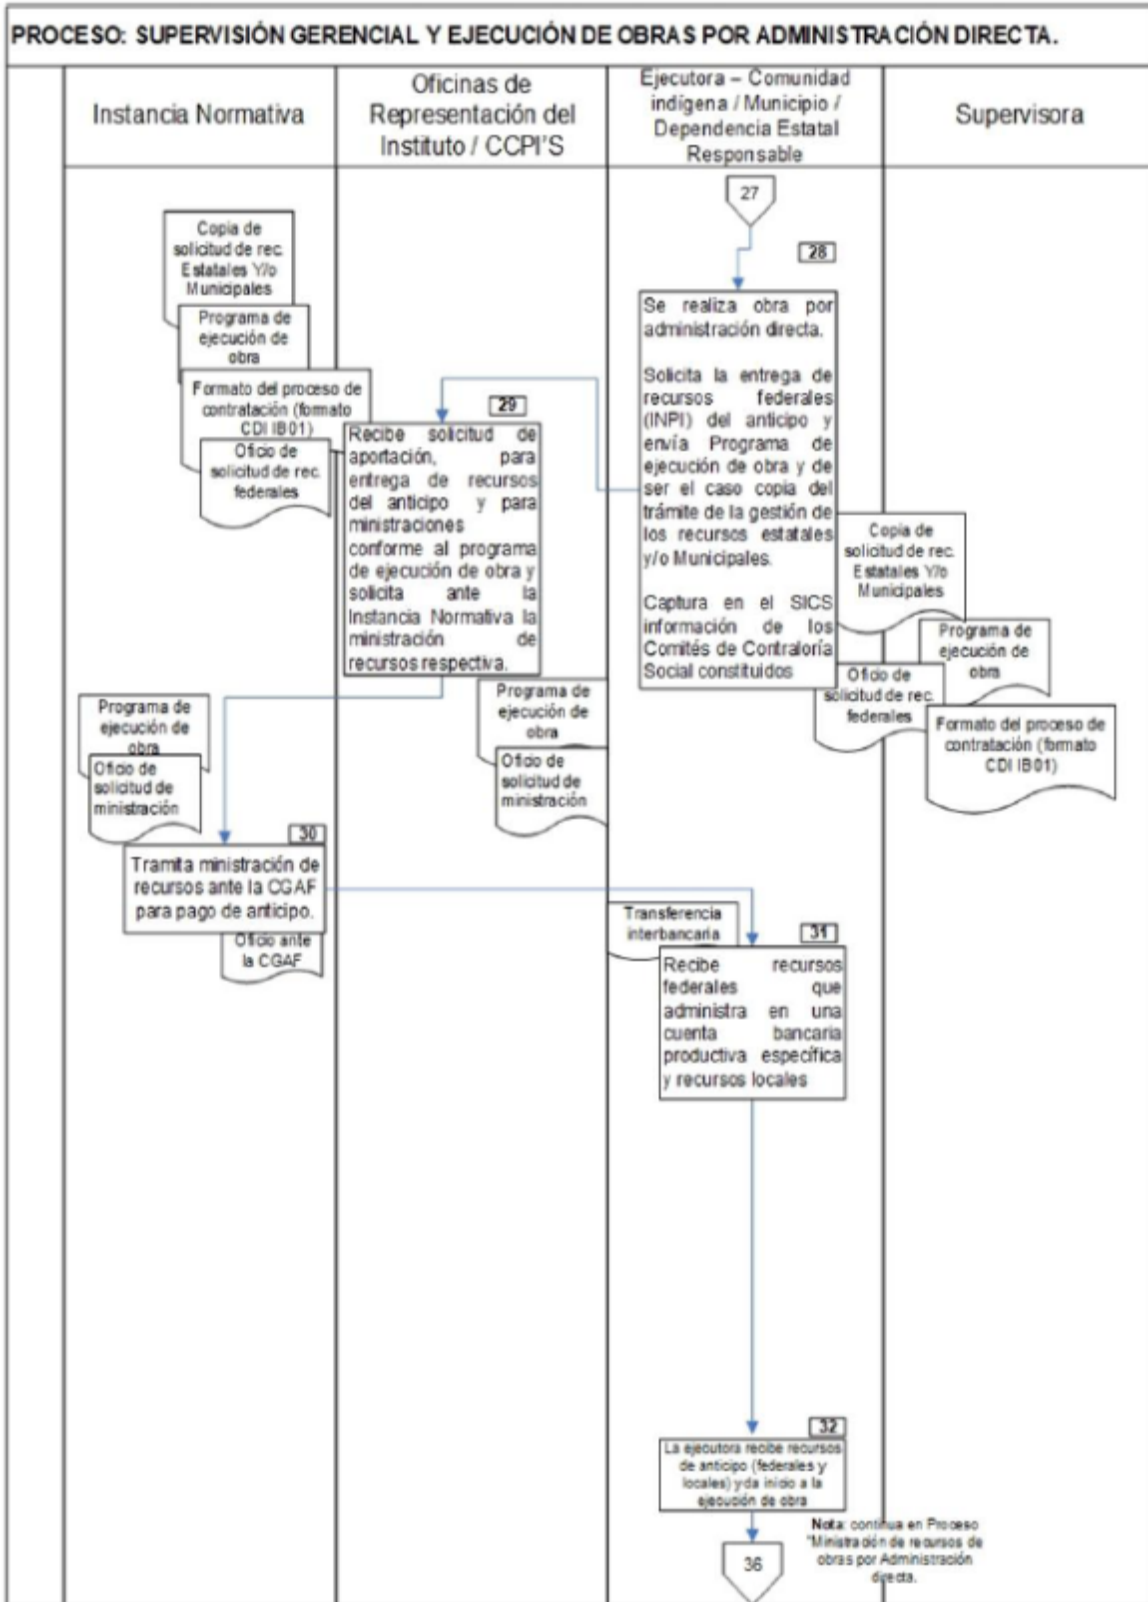 PROCESO: SUPERVISIÓN GERENCIAL Y EJECUCIÓN DE OBRAS POR ADMINISTRACIÓN DIRECTA.
Instancia Normativa
Oficinas de
Representación del
Instituto / CCPI'S
Ejecutora – Comunidad
indígena / Municipio /
Dependencia Estatal
Responsable
Supervisora
27
28
Se realiza obra por
administración directa.
Solicita la entrega de
recursos federales
(INPI) del anticipo y
envía Programa de
ejecución de obra y de
ser el caso copia del
trámite de la gestión de
los recursos estatales
y/o Municipales.
Captura en el SICS
información de los
Comités de Contraloría
Social constituidos
Copia de
solicitud de rec.
Estatales Y/o
Municipales
Programa de
ejecución de
obra
Oficio de
solicitud de rec.
federales
Formato del proceso de
contratación (formato
CDI IB01)
Copia de
solicitud de rec.
Estatales Y/o
Municipales
Programa de
ejecución de
obra
Formato del proceso de
contratación (formato
CDI IB01)
Oficio de
solicitud de rec.
federales
29
Recibe solicitud de
aportación, para
entrega de recursos
del anticipo y para
ministraciones
conforme al programa
de ejecución de obra y
solicita ante la
Instancia Normativa la
ministración de
recursos respectiva.
Programa de
ejecución de
obra
Oficio de
solicitud de
ministración
Programa de
ejecución de
obra
Oficio de
solicitud de
ministración
30
Tramita ministración de
recursos ante la CGAF
para pago de anticipo.
Oficio ante
la CGAF
Transferencia
interbancaria
31
Recibe recursos
federales que
administra en una
cuenta bancaria
productiva específica
y recursos locales
32
La ejecutora recibe recursos
de anticipo (federales y
locales) y da inicio a la
ejecución de obra
Nota: continua en Proceso
"Ministración de recursos de
obras por Administración
directa.
36